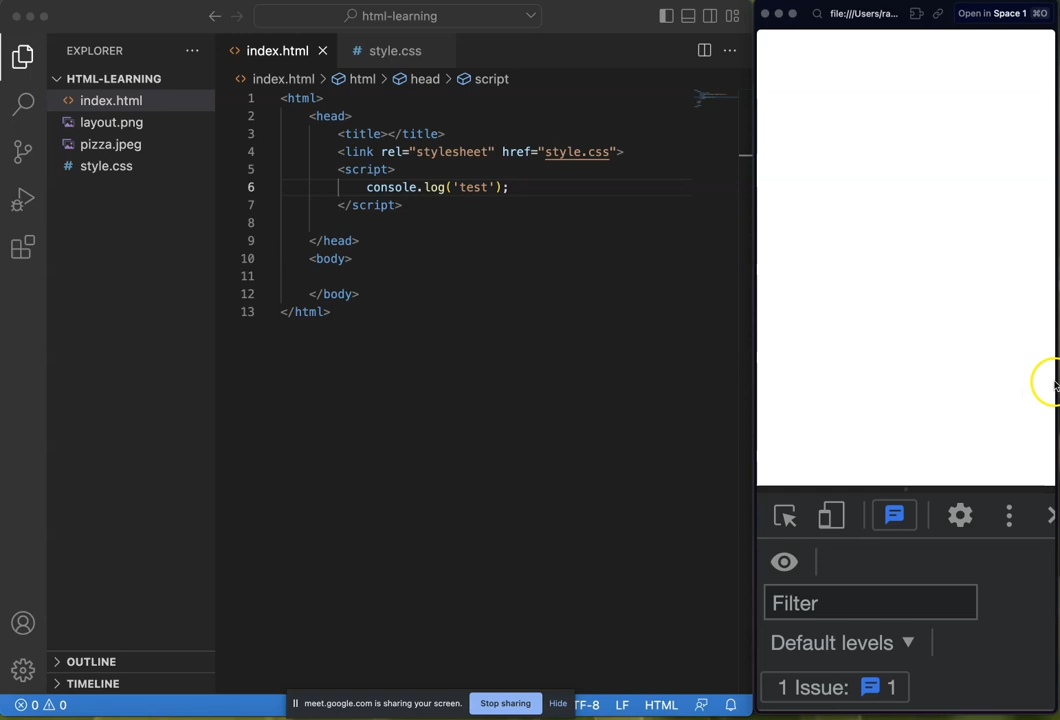 html-learning
EXPLORER
HTML-LEARNING
index.html
layout.png
pizza.jpeg
style.css
OUTLINE
TIMELINE
index.html
style.css
index.html > html > head > script
1 <html>
2 <head>
3 <title></title>
4 <link rel="stylesheet" href="style.css">
5 <script>
6 console.log('test');
7 </script>
8
9 </head>
10 <body>
11
12 </body>
13 </html>
0 0
meet.google.com is sharing your screen. Stop sharing Hide
TF-8 LF HTML
file:///Users/ra... Open in Space 1 ⌘O
Filter
Default levels
1 Issue: 1